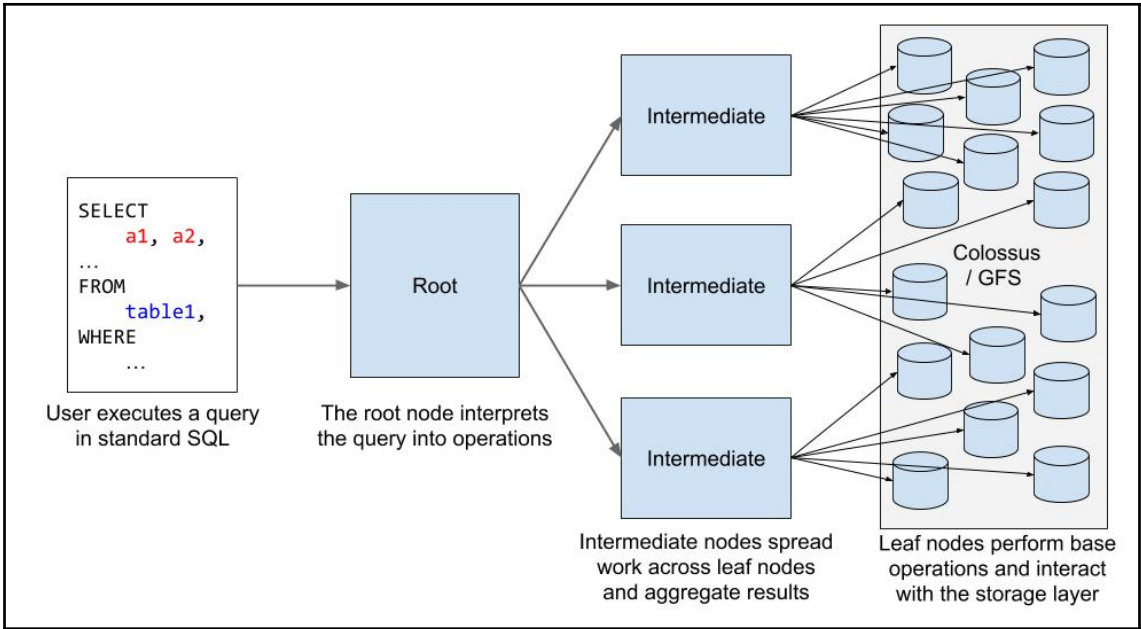 SELECT
a1, a2,
...
FROM
table1,
WHERE
...
User executes a query
in standard SQL
Root
The root node interprets
the query into operations
Intermediate
Intermediate
Intermediate
Intermediate nodes spread
work across leaf nodes
and aggregate results
Colossus
/ GFS
Leaf nodes perform base
operations and interact
with the storage layer